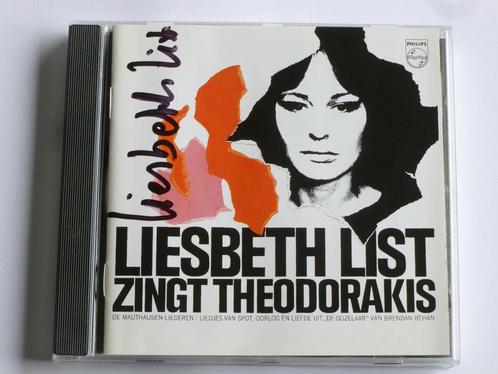 PHILIPS
Liesbeth List
LIESBETH LIST
ZINGT THEODORAKIS
DE MAUTHAUSEN-LIEDEREN / LIEDJES VAN SPOT, OORLOG EN LIEFDE UIT „DE GIJZELAAR” VAN BRENDAN BEHAN